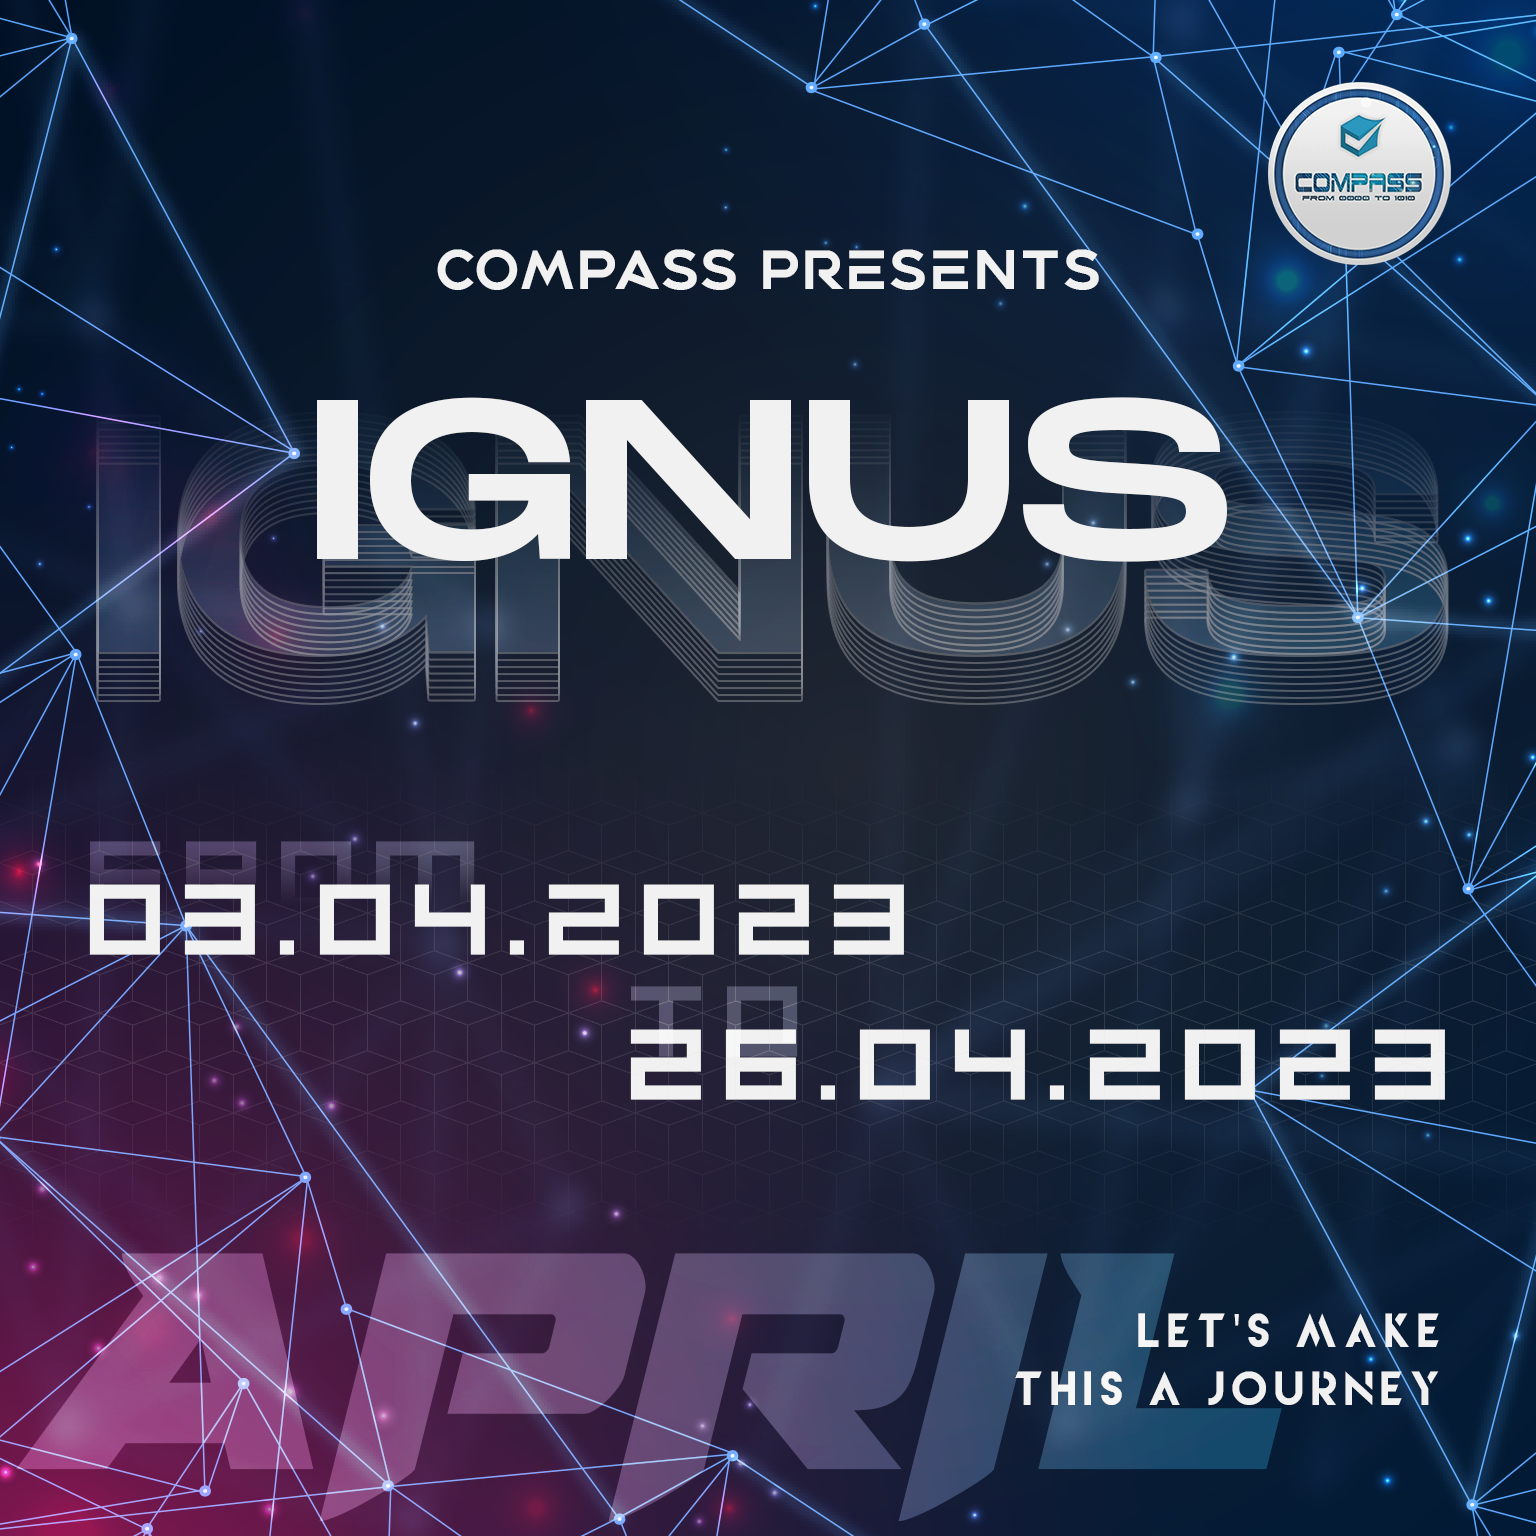 COMPASS
FROM 0000 TO 1010
COMPASS PRESENTS
IGNUS
IGNUS
FROM
03.04.2023
TO
26.04.2023
APRIL
LET'S MAKE
THIS A JOURNEY